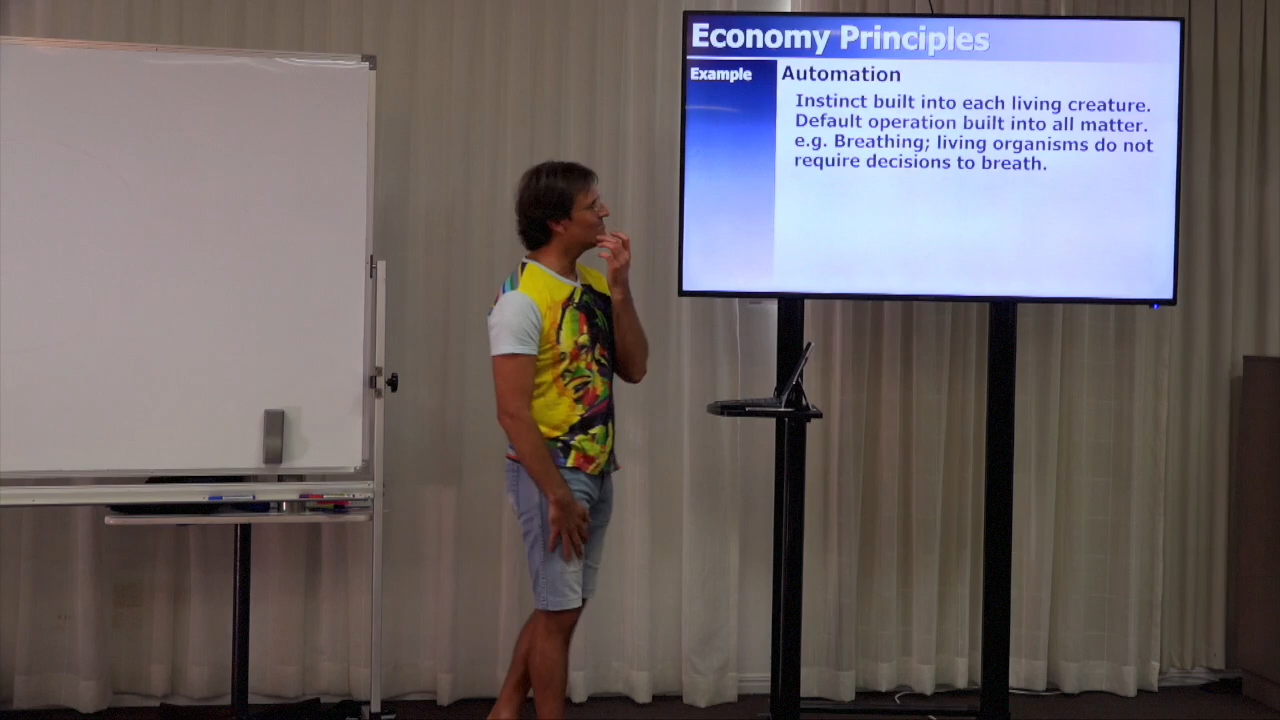 Economy Principles
Example
Automation
Instinct built into each living creature.
Default operation built into all matter.
e.g. Breathing; living organisms do not
require decisions to breath.